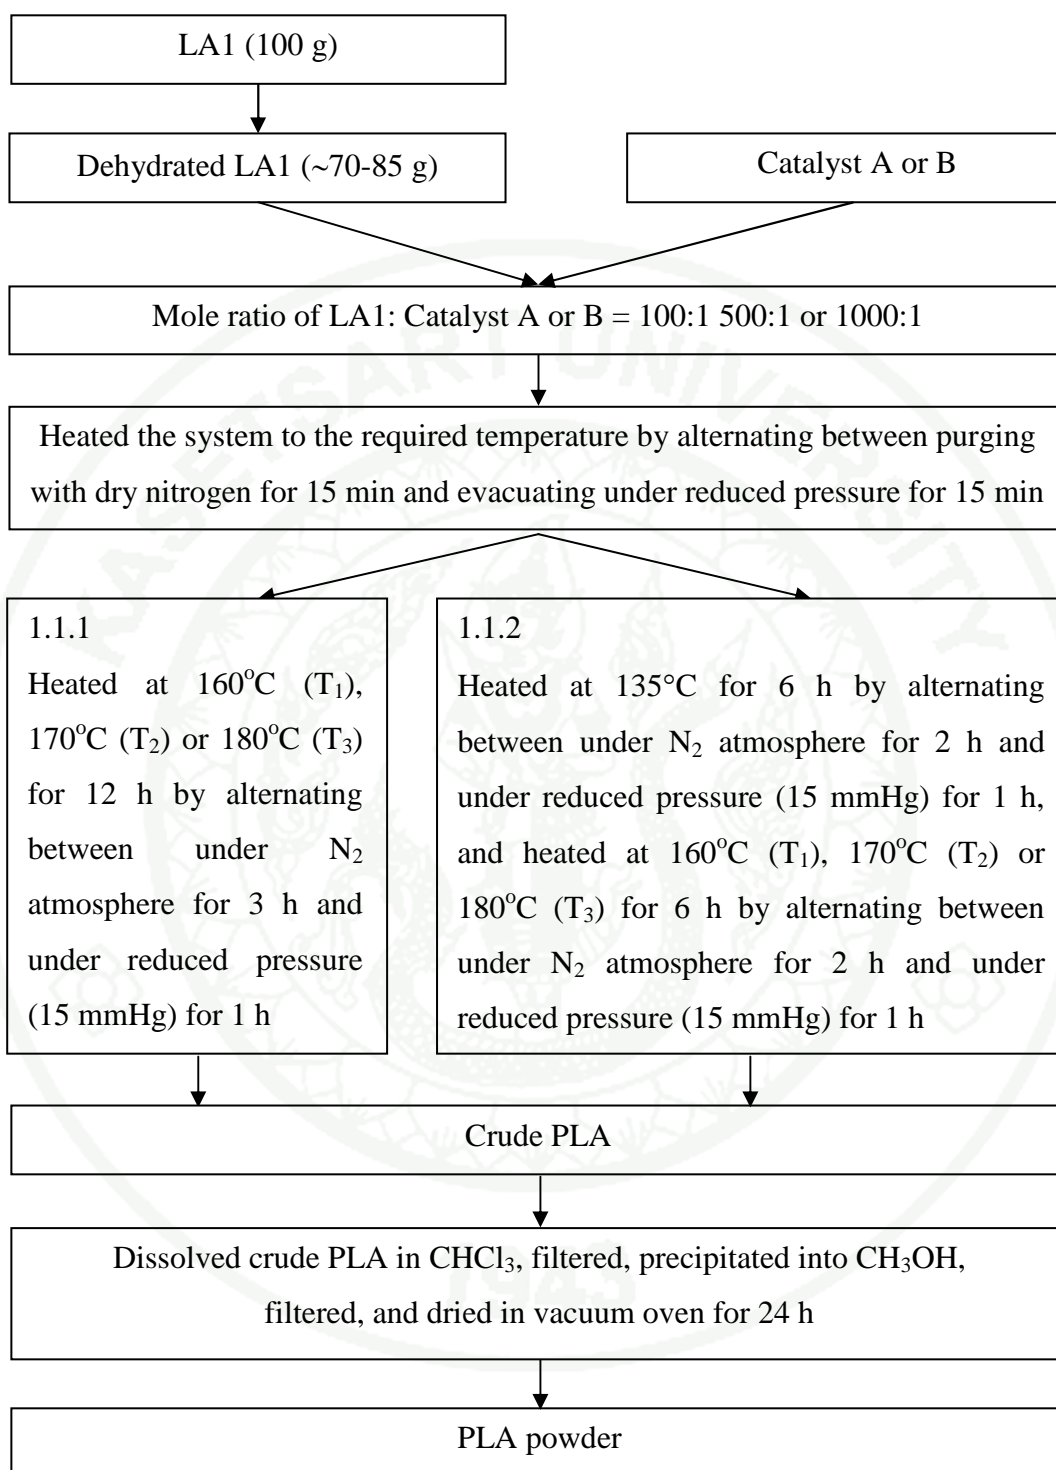 LA1 (100 g)
Dehydrated LA1 (~70-85 g)
Catalyst A or B
Mole ratio of LA1: Catalyst A or B = 100:1 500:1 or 1000:1
Heated the system to the required temperature by alternating between purging
with dry nitrogen for 15 min and evacuating under reduced pressure for 15 min
1.1.1
Heated at 160°C (T₁),
170°C (T₂) or 180°C (T₃)
for 12 h by alternating
between under N₂
atmosphere for 3 h and
under reduced pressure
(15 mmHg) for 1 h
1.1.2
Heated at 135°C for 6 h by alternating
between under N₂ atmosphere for 2 h and
under reduced pressure (15 mmHg) for 1 h,
and heated at 160°C (T₁), 170°C (T₂) or
180°C (T₃) for 6 h by alternating between
under N₂ atmosphere for 2 h and under
reduced pressure (15 mmHg) for 1 h
Crude PLA
Dissolved crude PLA in CHCl₃, filtered, precipitated into CH₃OH,
filtered, and dried in vacuum oven for 24 h
PLA powder
KASETSART UNIVERSITY
1943